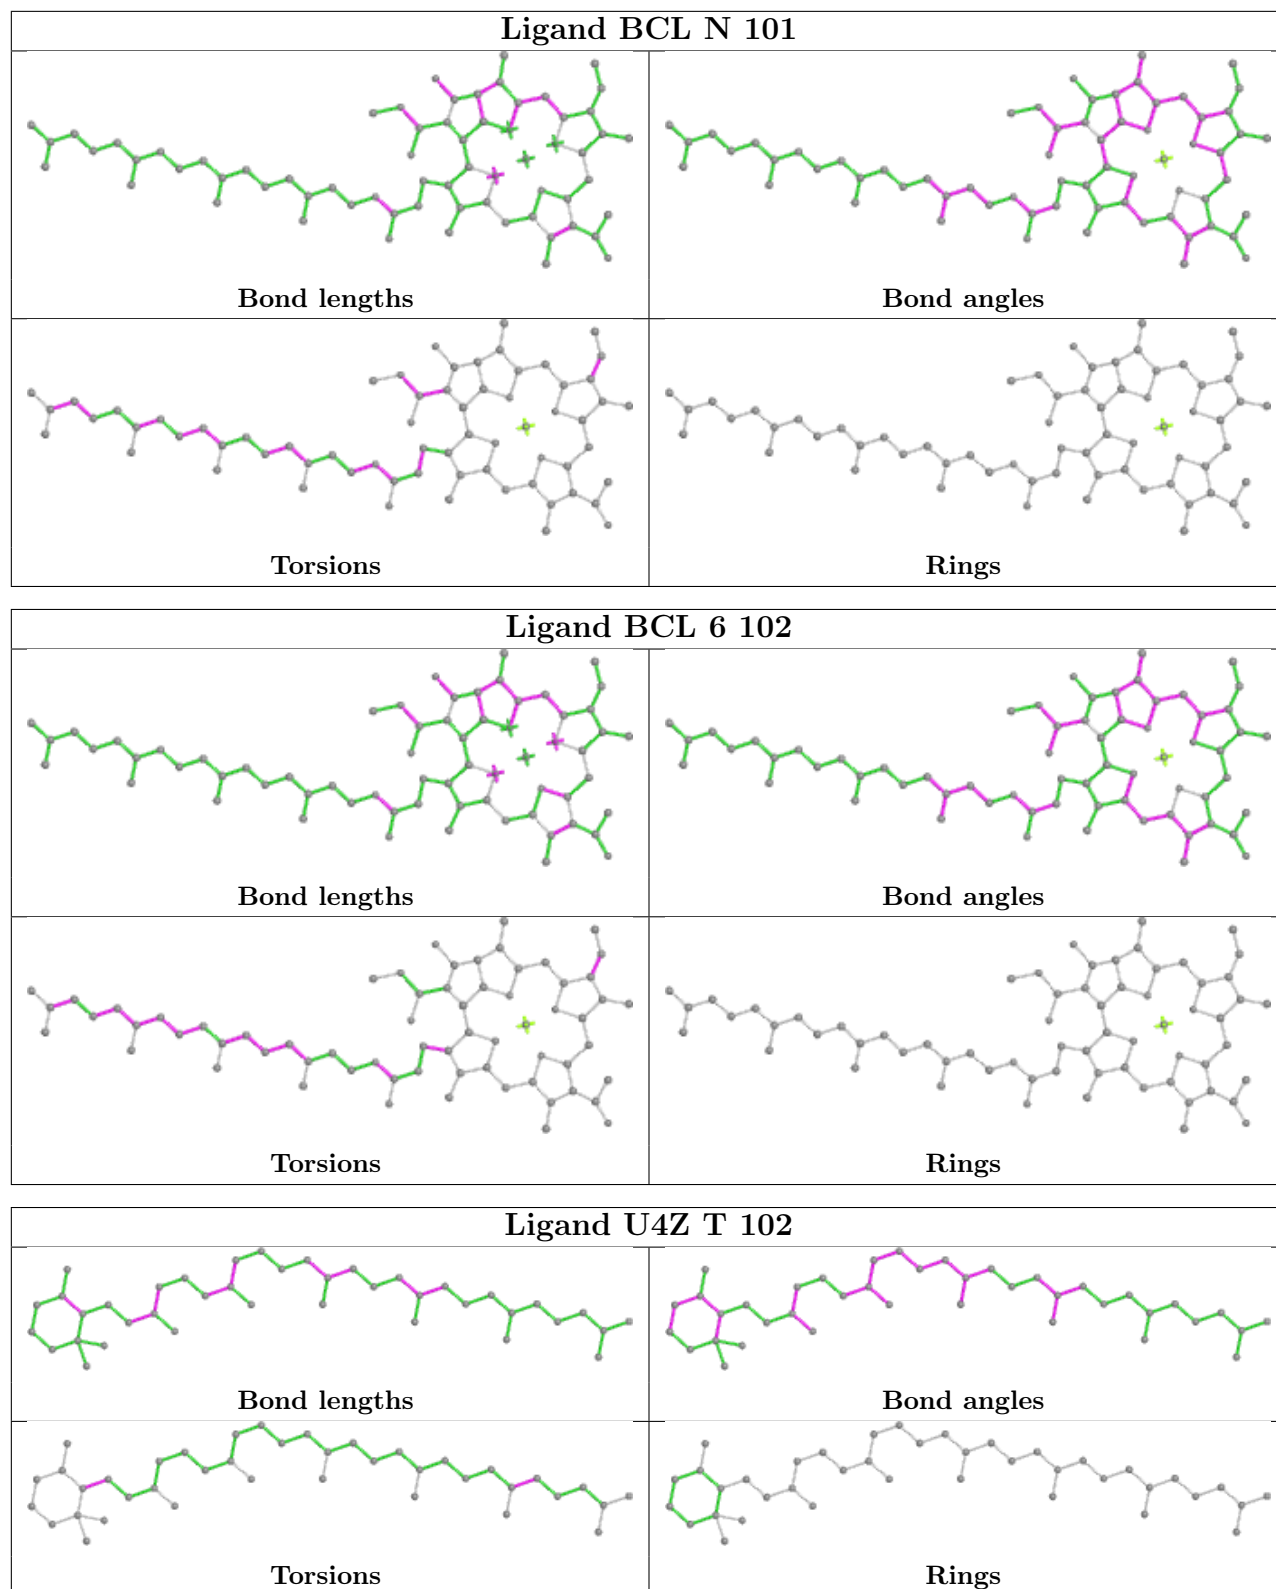 Ligand BCL N 101
Bond lengths
Bond angles
Torsions
Rings
Ligand BCL 6 102
Bond lengths
Bond angles
Torsions
Rings
Ligand U4Z T 102
Bond lengths
Bond angles
Torsions
Rings